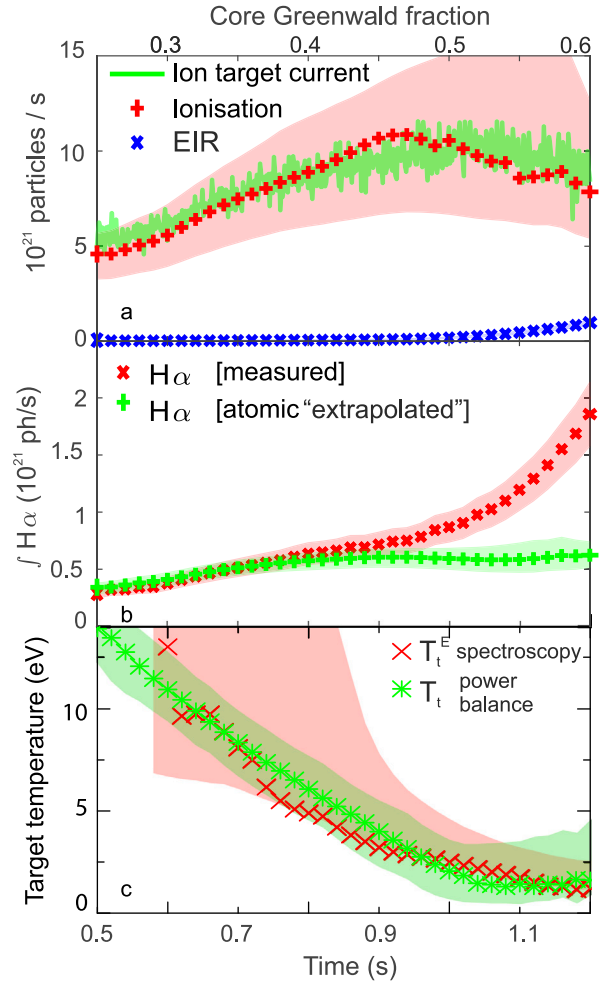 Core Greenwald fraction
0.3 0.4 0.5 0.6
15
10
5
0
10²¹ particles / s
Ion target current
Ionisation
EIR
a
2
1.5
1
0.5
0
∫ Hα (10²¹ ph/s)
Hα [measured]
Hα [atomic “extrapolated”]
b
10
5
0
Target temperature (eV)
T_t^E spectroscopy
T_t power
balance
c
0.5 0.7 0.9 1.1
Time (s)